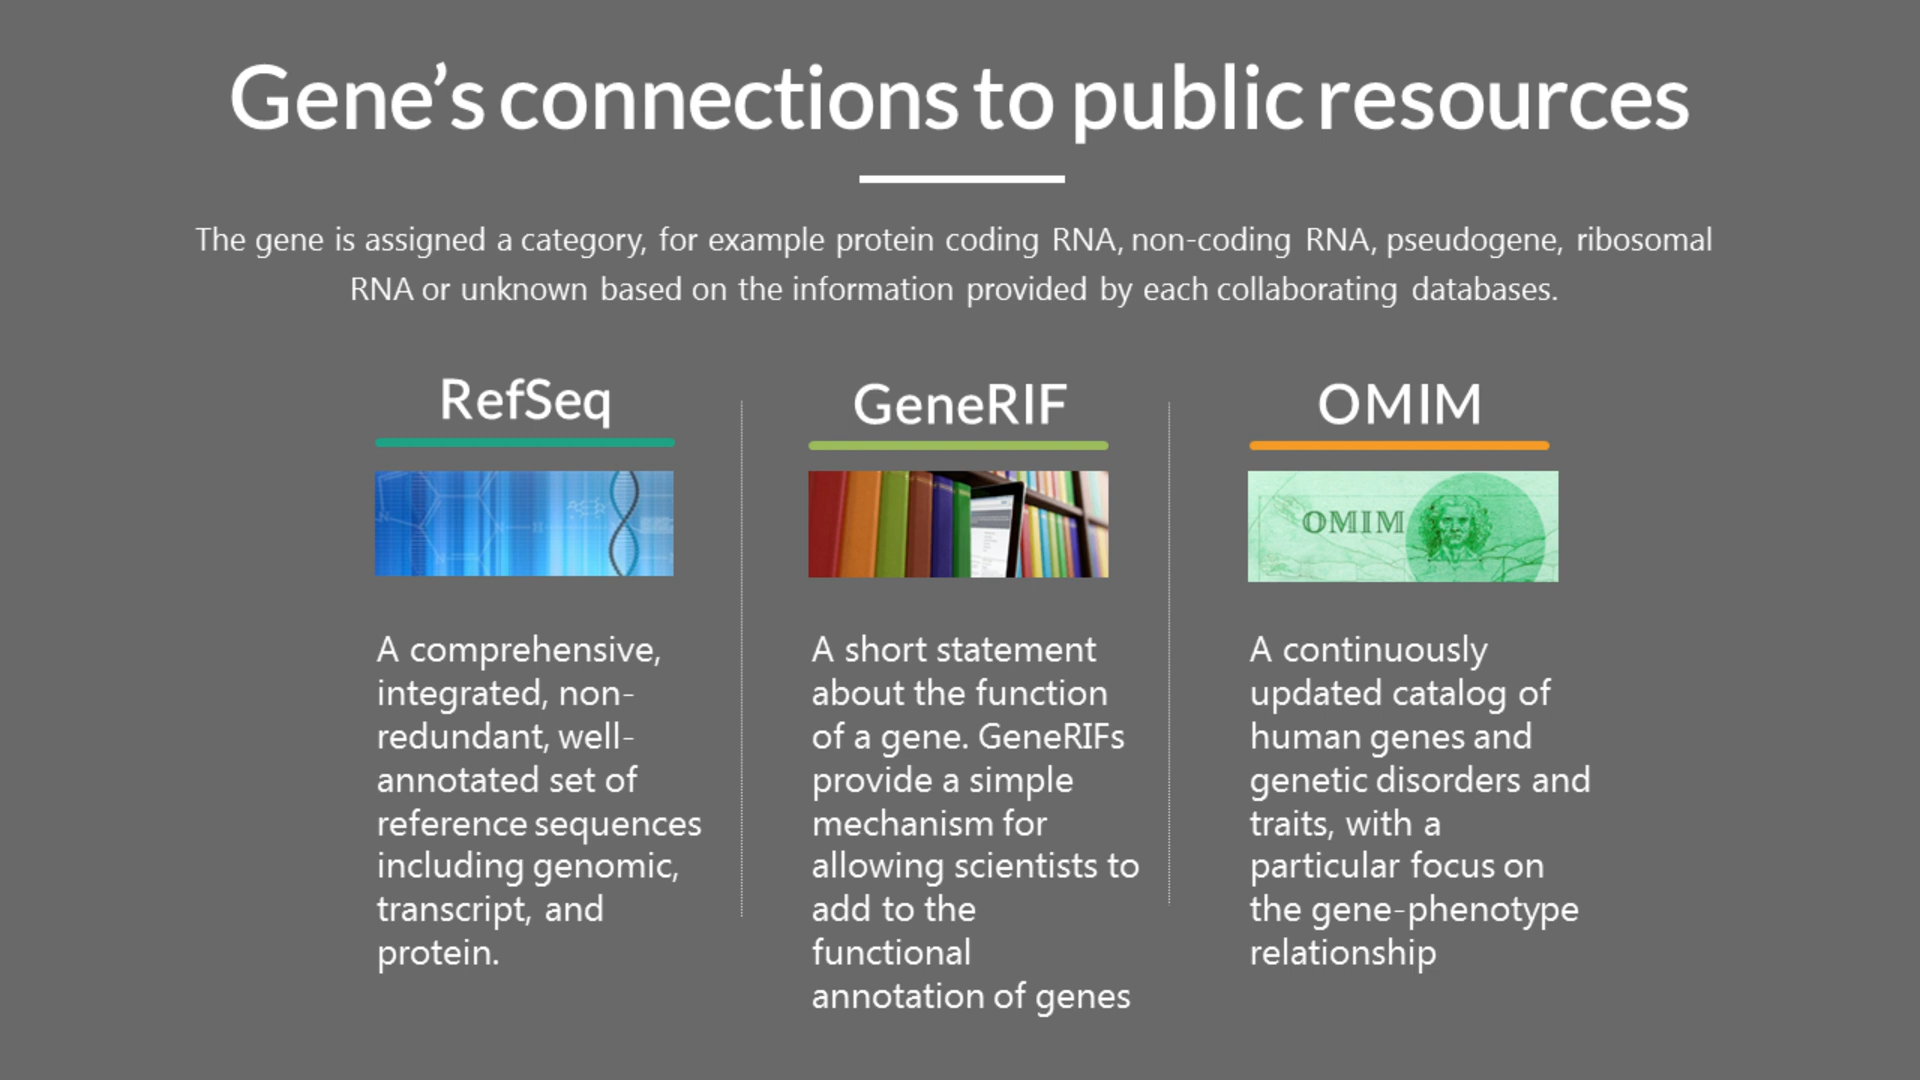 Gene’s connections to public resources
The gene is assigned a category, for example protein coding RNA, non-coding RNA, pseudogene, ribosomal
RNA or unknown based on the information provided by each collaborating databases.
RefSeq
A comprehensive,
integrated, non-
redundant, well-
annotated set of
reference sequences
including genomic,
transcript, and
protein.
GeneRIF
A short statement
about the function
of a gene. GeneRIFs
provide a simple
mechanism for
allowing scientists to
add to the
functional
annotation of genes
OMIM
OMIM
A continuously
updated catalog of
human genes and
genetic disorders and
traits, with a
particular focus on
the gene-phenotype
relationship